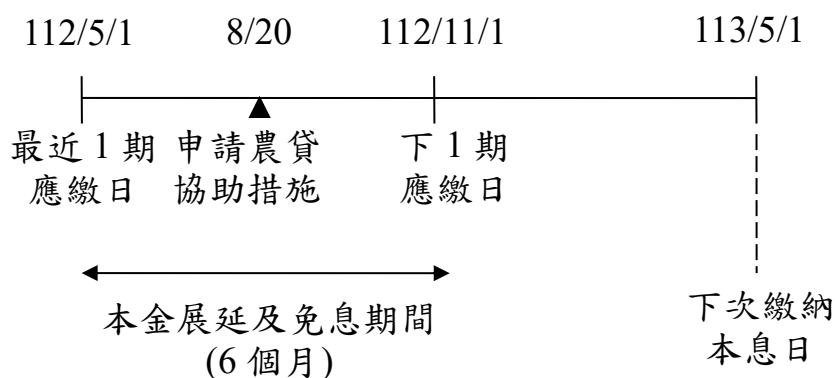 112/5/1 8/20 112/11/1 113/5/1
最近 1 期 申請農貸 下 1 期
應繳日 協助措施 應繳日
本金展延及免息期間
(6 個月)
下次繳納
本息日